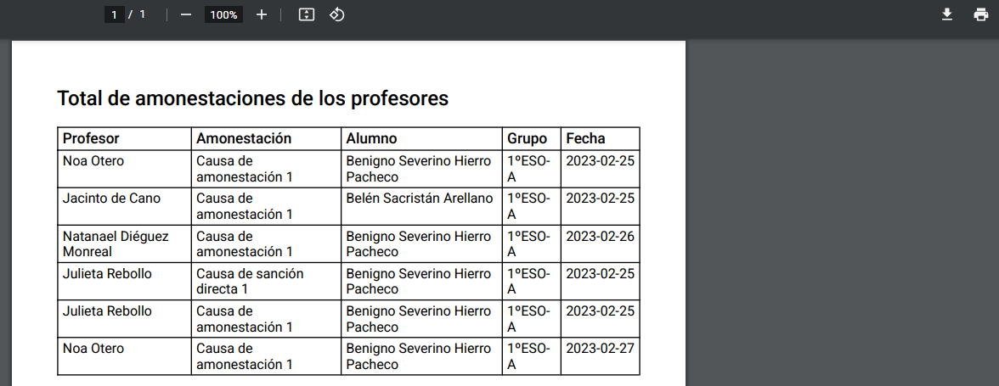 1 / 1 100%
Total de amonestaciones de los profesores
Profesor Amonestación Alumno Grupo Fecha
Noa Otero Causa de Benigno Severino Hierro 1ºESO- 2023-02-25
amonestación 1 Pacheco A
Jacinto de Cano Causa de Belén Sacristán Arellano 1ºESO- 2023-02-25
amonestación 1 A
Natanael Diéguez Causa de Benigno Severino Hierro 1ºESO- 2023-02-26
Monreal amonestación 1 Pacheco A
Julieta Rebollo Causa de sanción Benigno Severino Hierro 1ºESO- 2023-02-25
directa 1 Pacheco A
Julieta Rebollo Causa de Benigno Severino Hierro 1ºESO- 2023-02-25
amonestación 1 Pacheco A
Noa Otero Causa de Benigno Severino Hierro 1ºESO- 2023-02-27
amonestación 1 Pacheco A